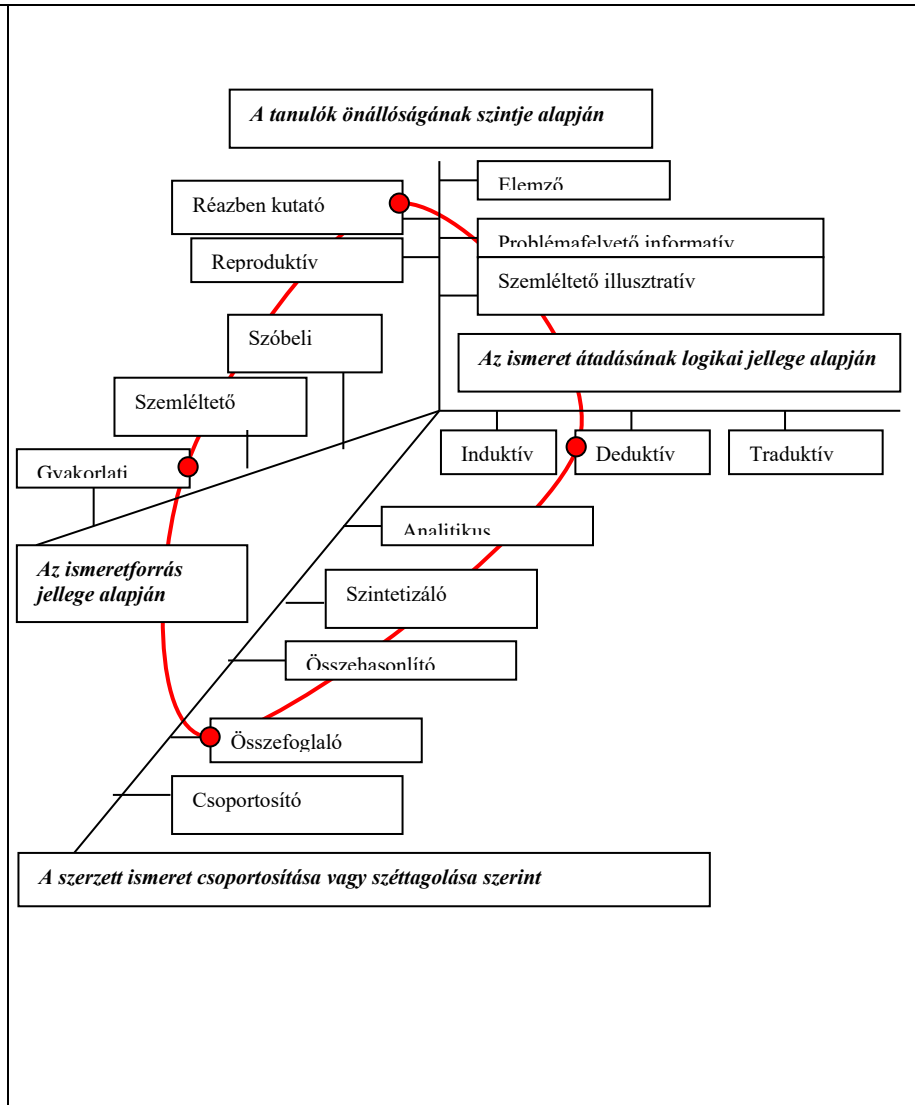 A tanulók önállóságának szintje alapján
Elemző
Réazben kutató
Problémafelvető informatív
Reproduktív
Szemléltető illusztratív
Szóbeli
Az ismeret átadásának logikai jellege alapján
Szemléltető
Induktív
Deduktív
Traduktív
Gyakorlati
Analitikus
Az ismeretforrás
jellege alapján
Szintetizáló
Összehasonlító
Összefoglaló
Csoportosító
A szerzett ismeret csoportosítása vagy széttagolása szerint